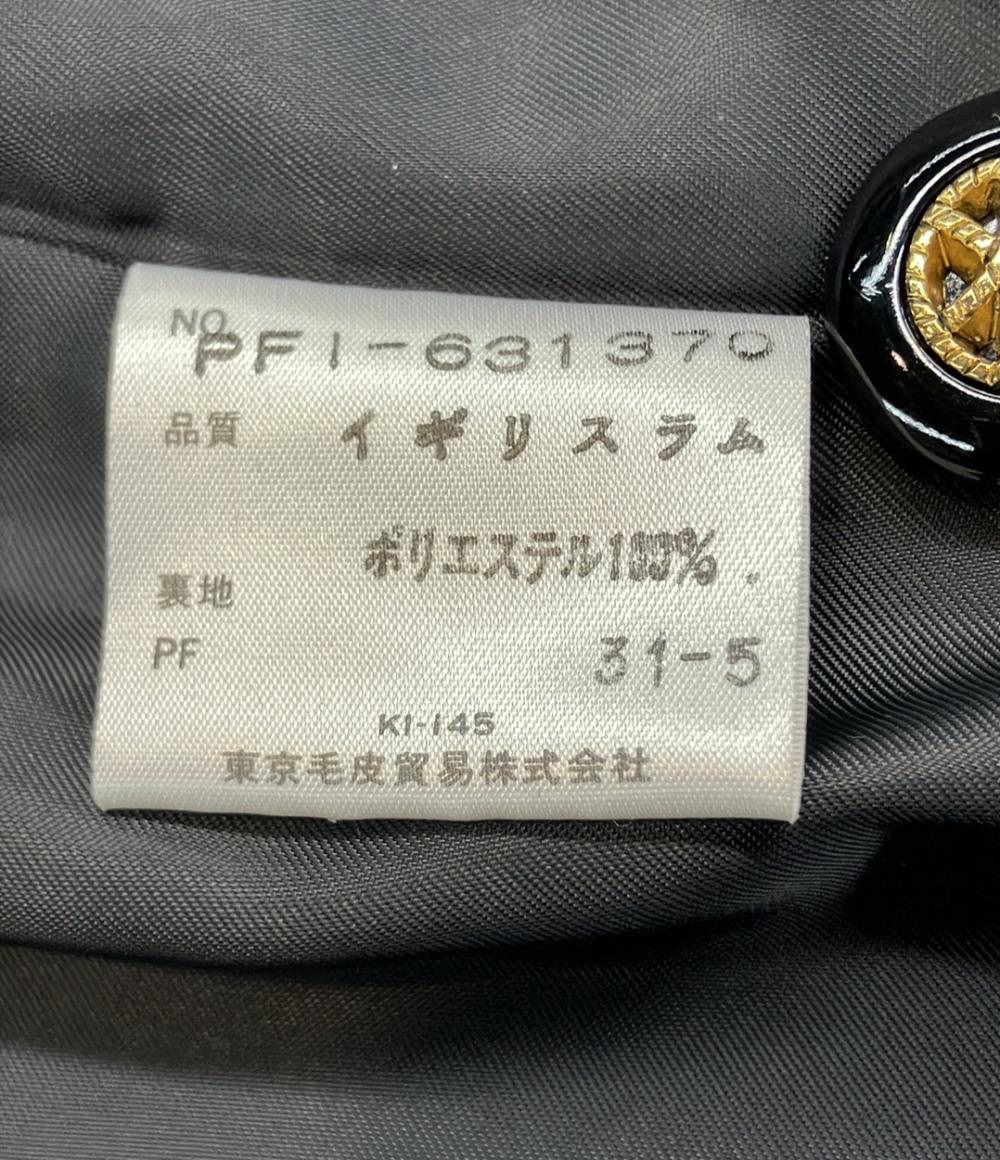 NO PF1-631370
品質 イギリスラム
ポリエステル100%.
裏地
PF 31-5
KI-145
東京毛皮貿易株式会社